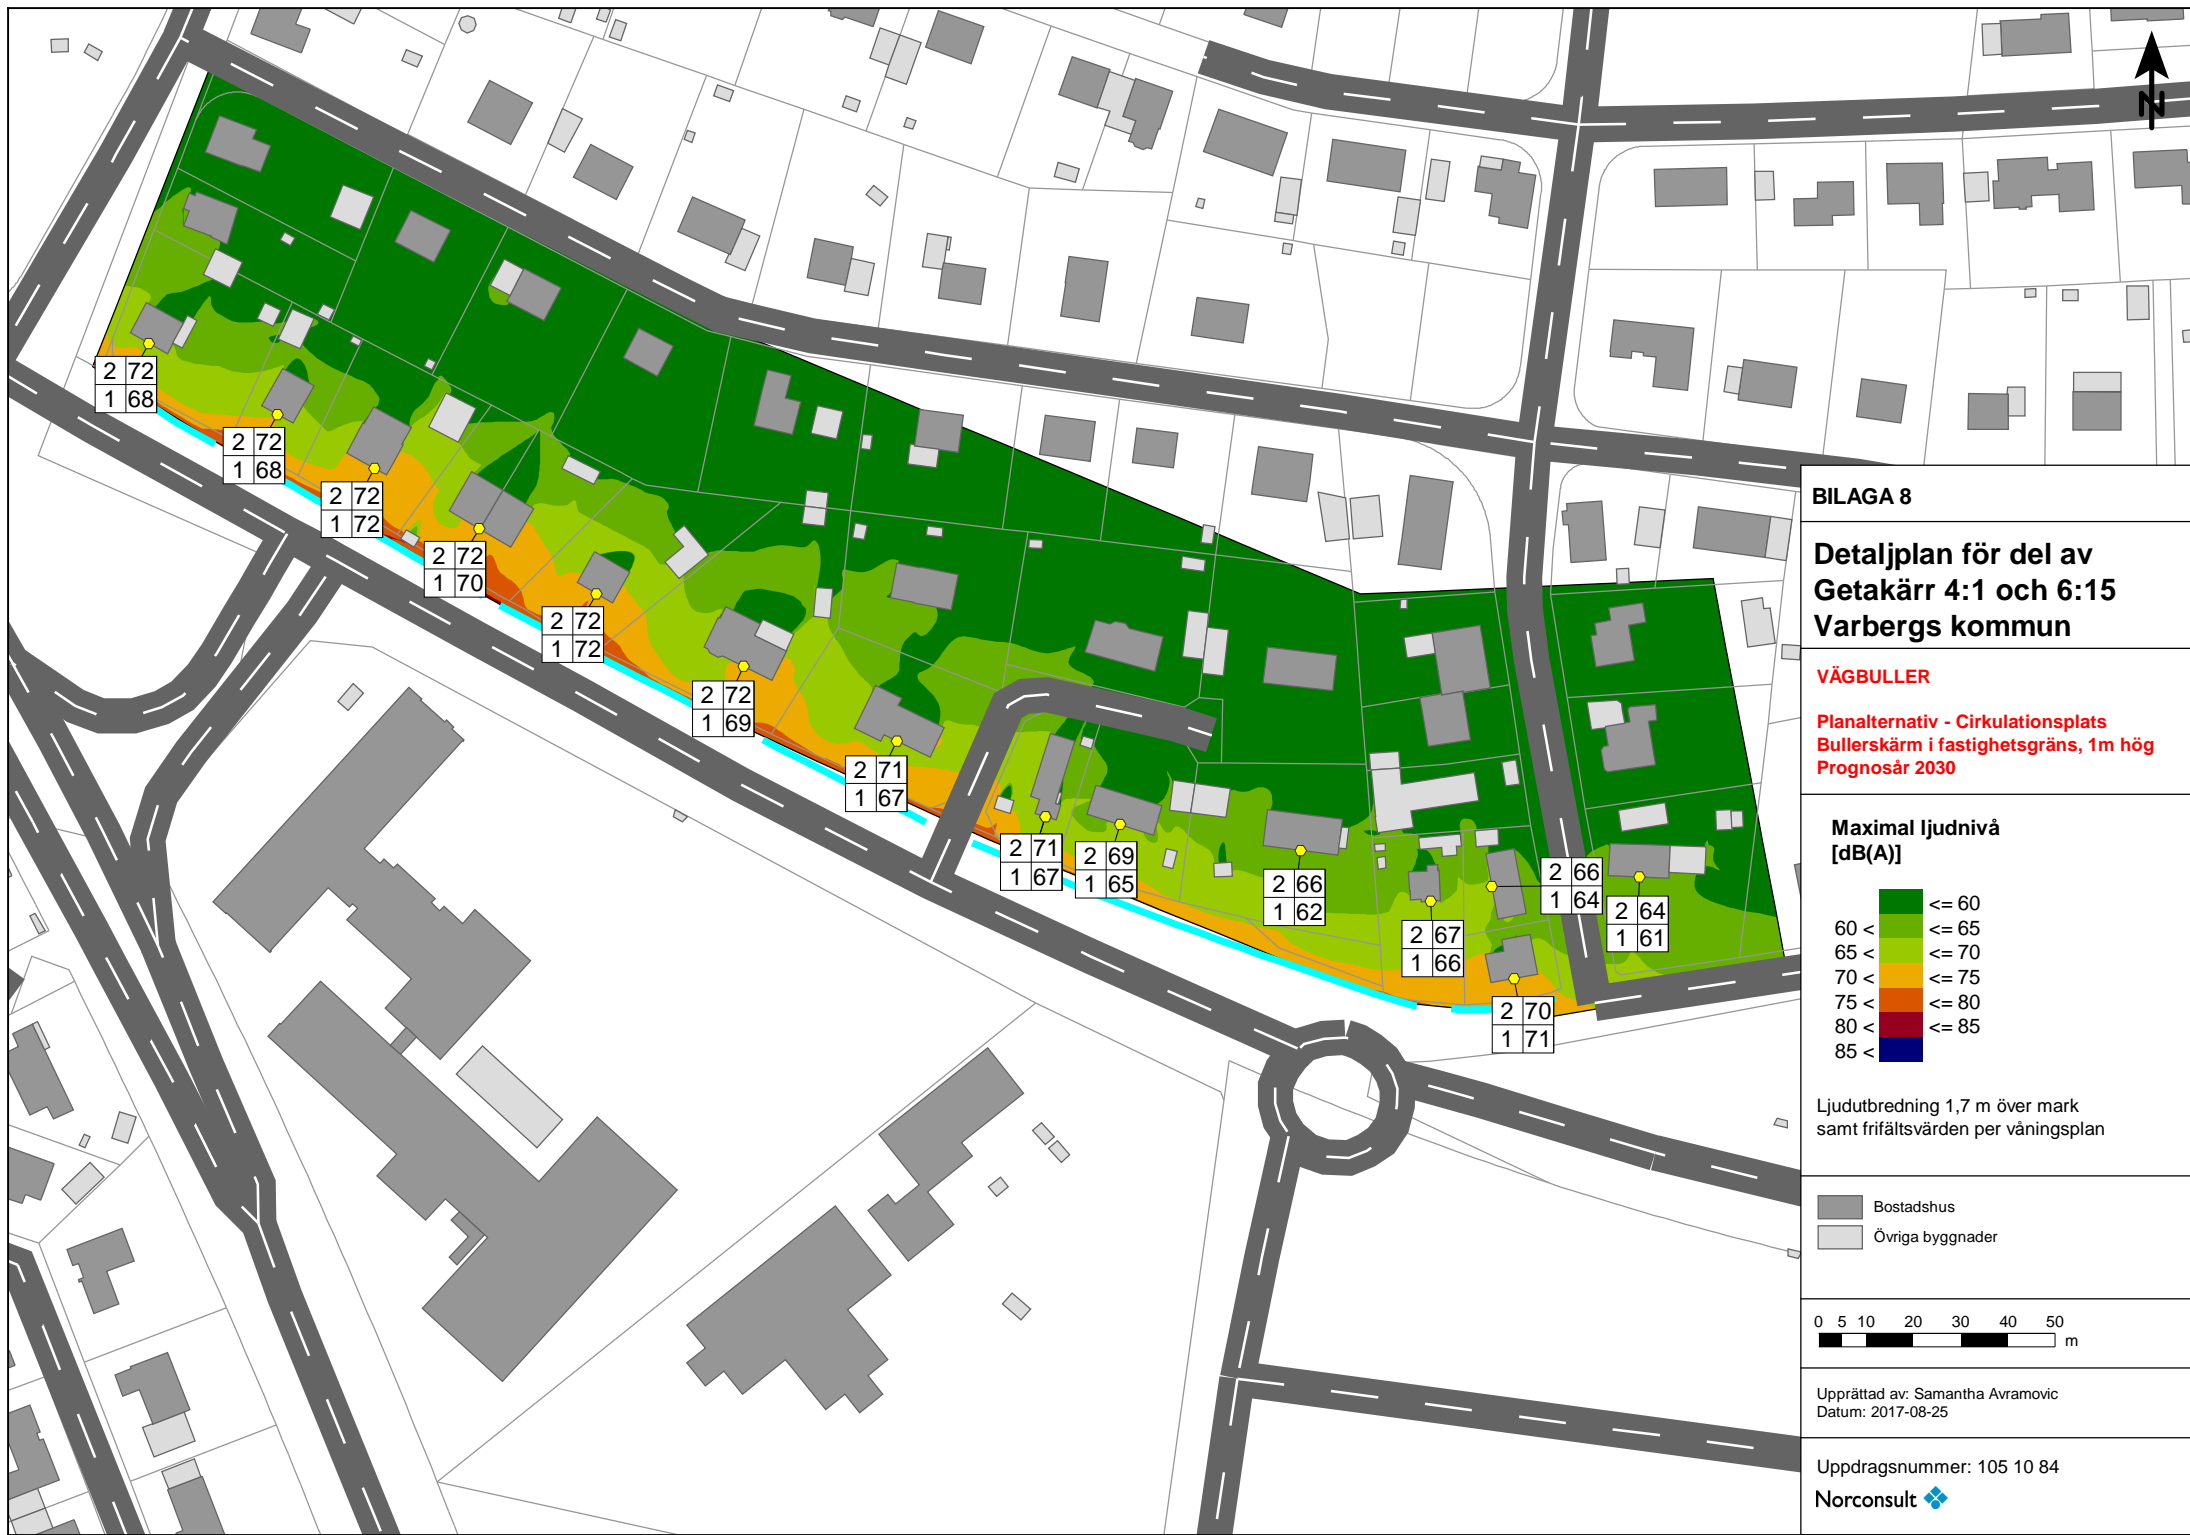 N
2 72
1 68
2 72
1 68
2 72
1 72
2 72
1 70
2 72
1 72
2 72
1 69
2 71
1 67
2 71
1 67
2 69
1 65
2 66
1 62
2 67
1 66
2 66
1 64
2 64
1 61
2 70
1 71
BILAGA 8
Detaljplan för del av
Getakärr 4:1 och 6:15
Varbergs kommun
VÄGBULLER
Planalternativ - Cirkulationsplats
Bullerskärm i fastighetsgräns, 1m hög
Prognosår 2030
Maximal ljudnivå
[dB(A)]
<= 60
60 < <= 65
65 < <= 70
70 < <= 75
75 < <= 80
80 < <= 85
85 <
Ljudutbredning 1,7 m över mark
samt frifältsvärden per våningsplan
Bostadshus
Övriga byggnader
0 5 10 20 30 40 50
m
Upprättad av: Samantha Avramovic
Datum: 2017-08-25
Uppdragsnummer: 105 10 84
Norconsult